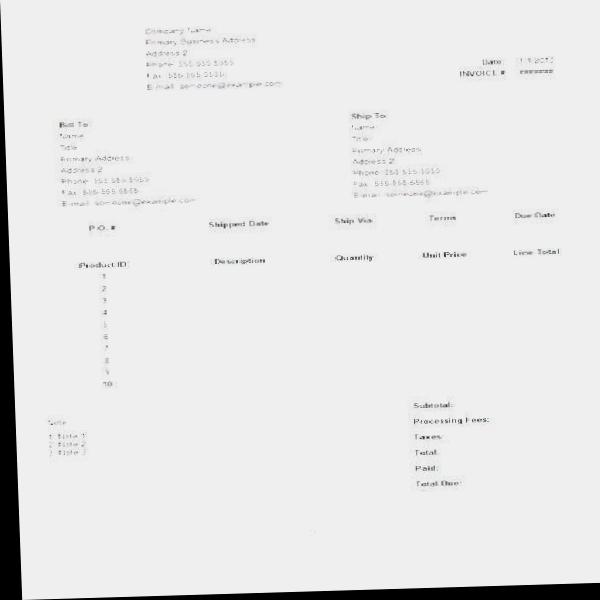 Company Name
Primary Business Address
Address 2
Phone: 555-555-5555
Fax: 555-555-5555
E-mail: someone@example.com
Date:
INVOICE # #######
Bill To:
Name
Title
Primary Address
Address 2
Phone: 555-555-5555
Fax: 555-555-5555
E-mail: someone@example.com
Ship To:
Name
Title
Primary Address
Address 2
Phone: 555-555-5555
Fax: 555-555-5555
E-mail: someone@example.com
P.O. # Shipped Date Ship Via Terms Due Date
Product ID Description Quantity Unit Price Line Total
1
2
3
4
5
6
7
8
9
10
Subtotal:
Processing Fees:
Taxes:
Total:
Paid:
Total Due:
Note
1 Note 1
2 Note 2
3 Note 3